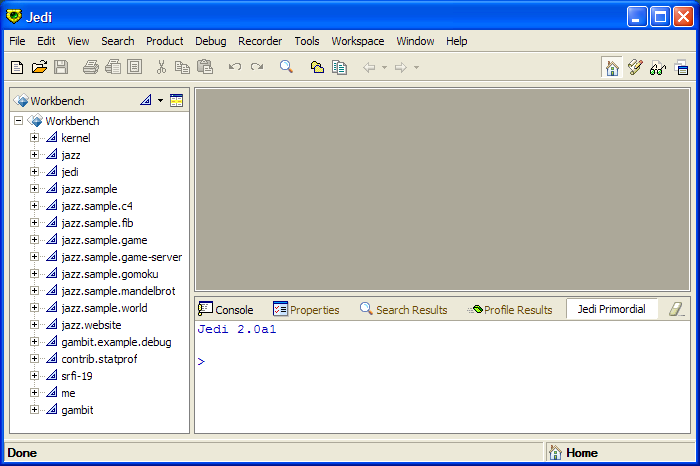 Jedi
File Edit View Search Product Debug Recorder Tools Workspace Window Help
Workbench
Workbench
kernel
jazz
jedi
jazz.sample
jazz.sample.c4
jazz.sample.fib
jazz.sample.game
jazz.sample.game-server
jazz.sample.gomoku
jazz.sample.mandelbrot
jazz.sample.world
jazz.website
gambit.example.debug
contrib.statprof
srfi-19
me
gambit
Console Properties Search Results Profile Results Jedi Primordial
Jedi 2.0a1
>
Done Home